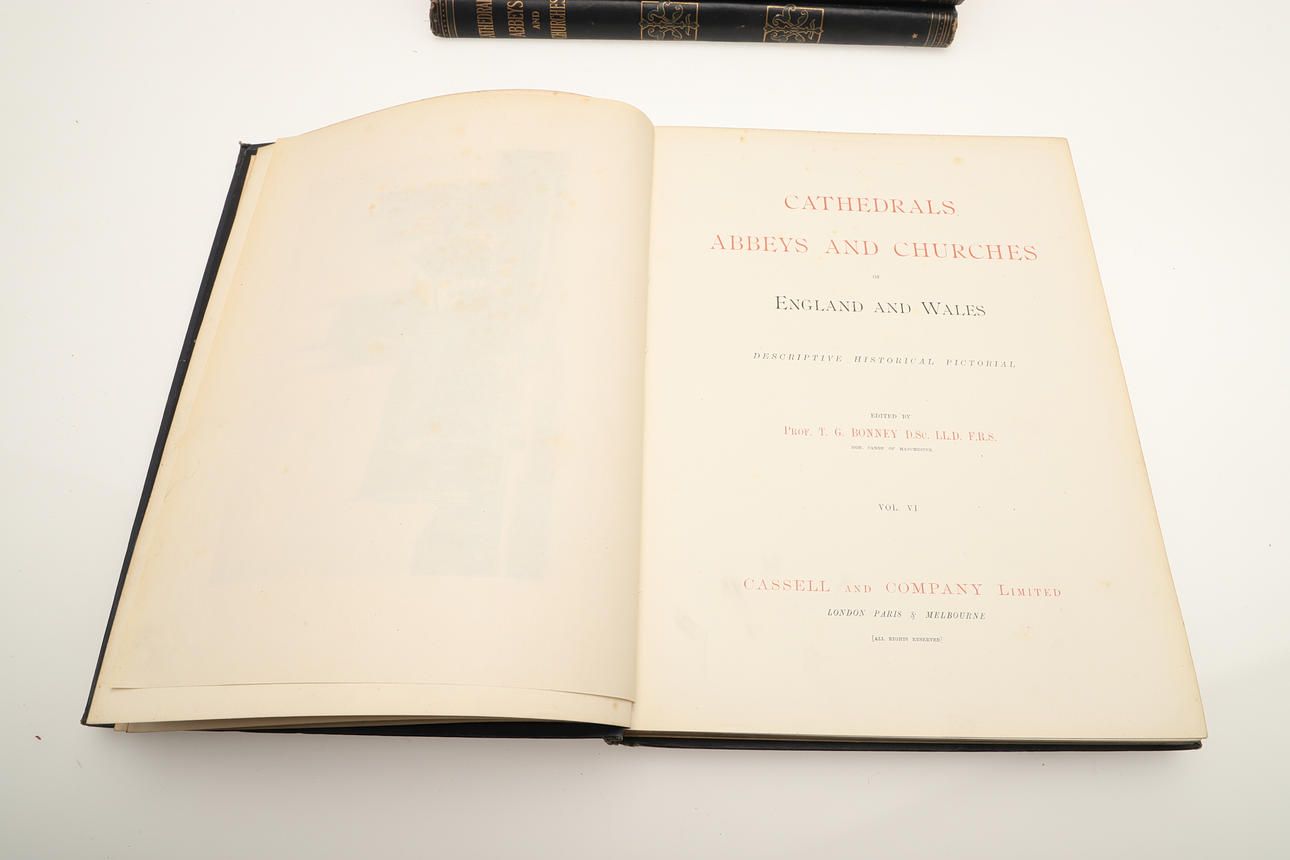 CATHEDRALS
ABBEYS
AND
CHURCHES
CATHEDRALS
ABBEYS AND CHURCHES
OF
ENGLAND AND WALES
DESCRIPTIVE HISTORICAL PICTORIAL
EDITED BY
PROF. T. G. BONNEY D.Sc. LL.D. F.R.S.
HON. CANON OF MANCHESTER
VOL. VI
CASSELL AND COMPANY LIMITED
LONDON PARIS & MELBOURNE
[ALL RIGHTS RESERVED]